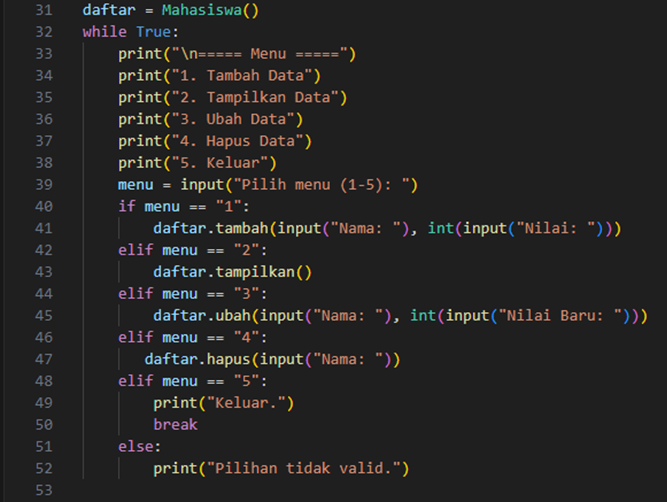 31 daftar = Mahasiswa()
32 while True:
33     print("\n===== Menu =====")
34     print("1. Tambah Data")
35     print("2. Tampilkan Data")
36     print("3. Ubah Data")
37     print("4. Hapus Data")
38     print("5. Keluar")
39     menu = input("Pilih menu (1-5): ")
40     if menu == "1":
41         daftar.tambah(input("Nama: "), int(input("Nilai: ")))
42     elif menu == "2":
43         daftar.tampilkan()
44     elif menu == "3":
45         daftar.ubah(input("Nama: "), int(input("Nilai Baru: ")))
46     elif menu == "4":
47        daftar.hapus(input("Nama: "))
48     elif menu == "5":
49         print("Keluar.")
50         break
51     else:
52         print("Pilihan tidak valid.")
53